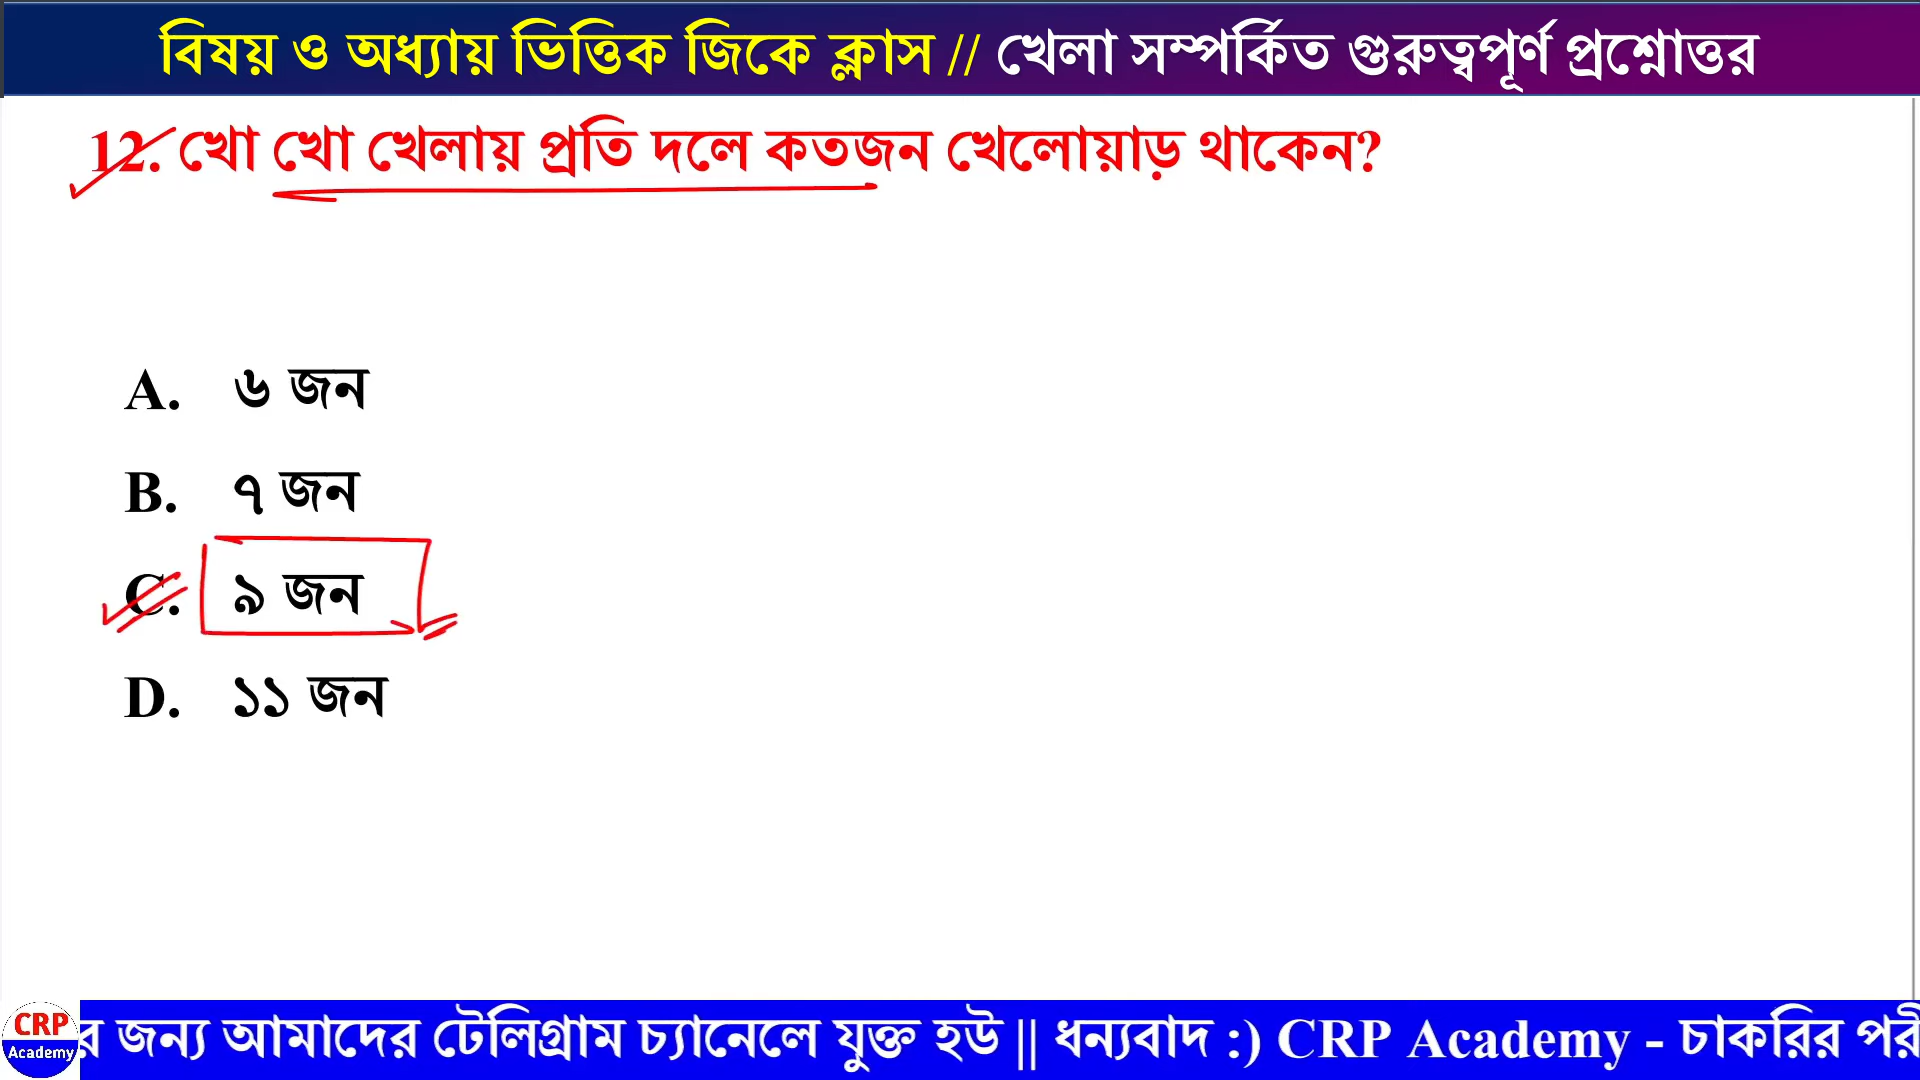 বিষয় ও অধ্যায় ভিত্তিক জিকে ক্লাস // খেলা সম্পর্কিত গুরুত্বপূর্ণ প্রশ্নোত্তর
12. খো খো খেলায় প্রতি দলে কতজন খেলোয়াড় থাকেন?
A. ৬ জন
B. ৭ জন
C. ৯ জন
D. ১১ জন
CRP Academy
র জন্য আমাদের টেলিগ্রাম চ্যানেলে যুক্ত হউ || ধন্যবাদ :) CRP Academy - চাকরির পরী